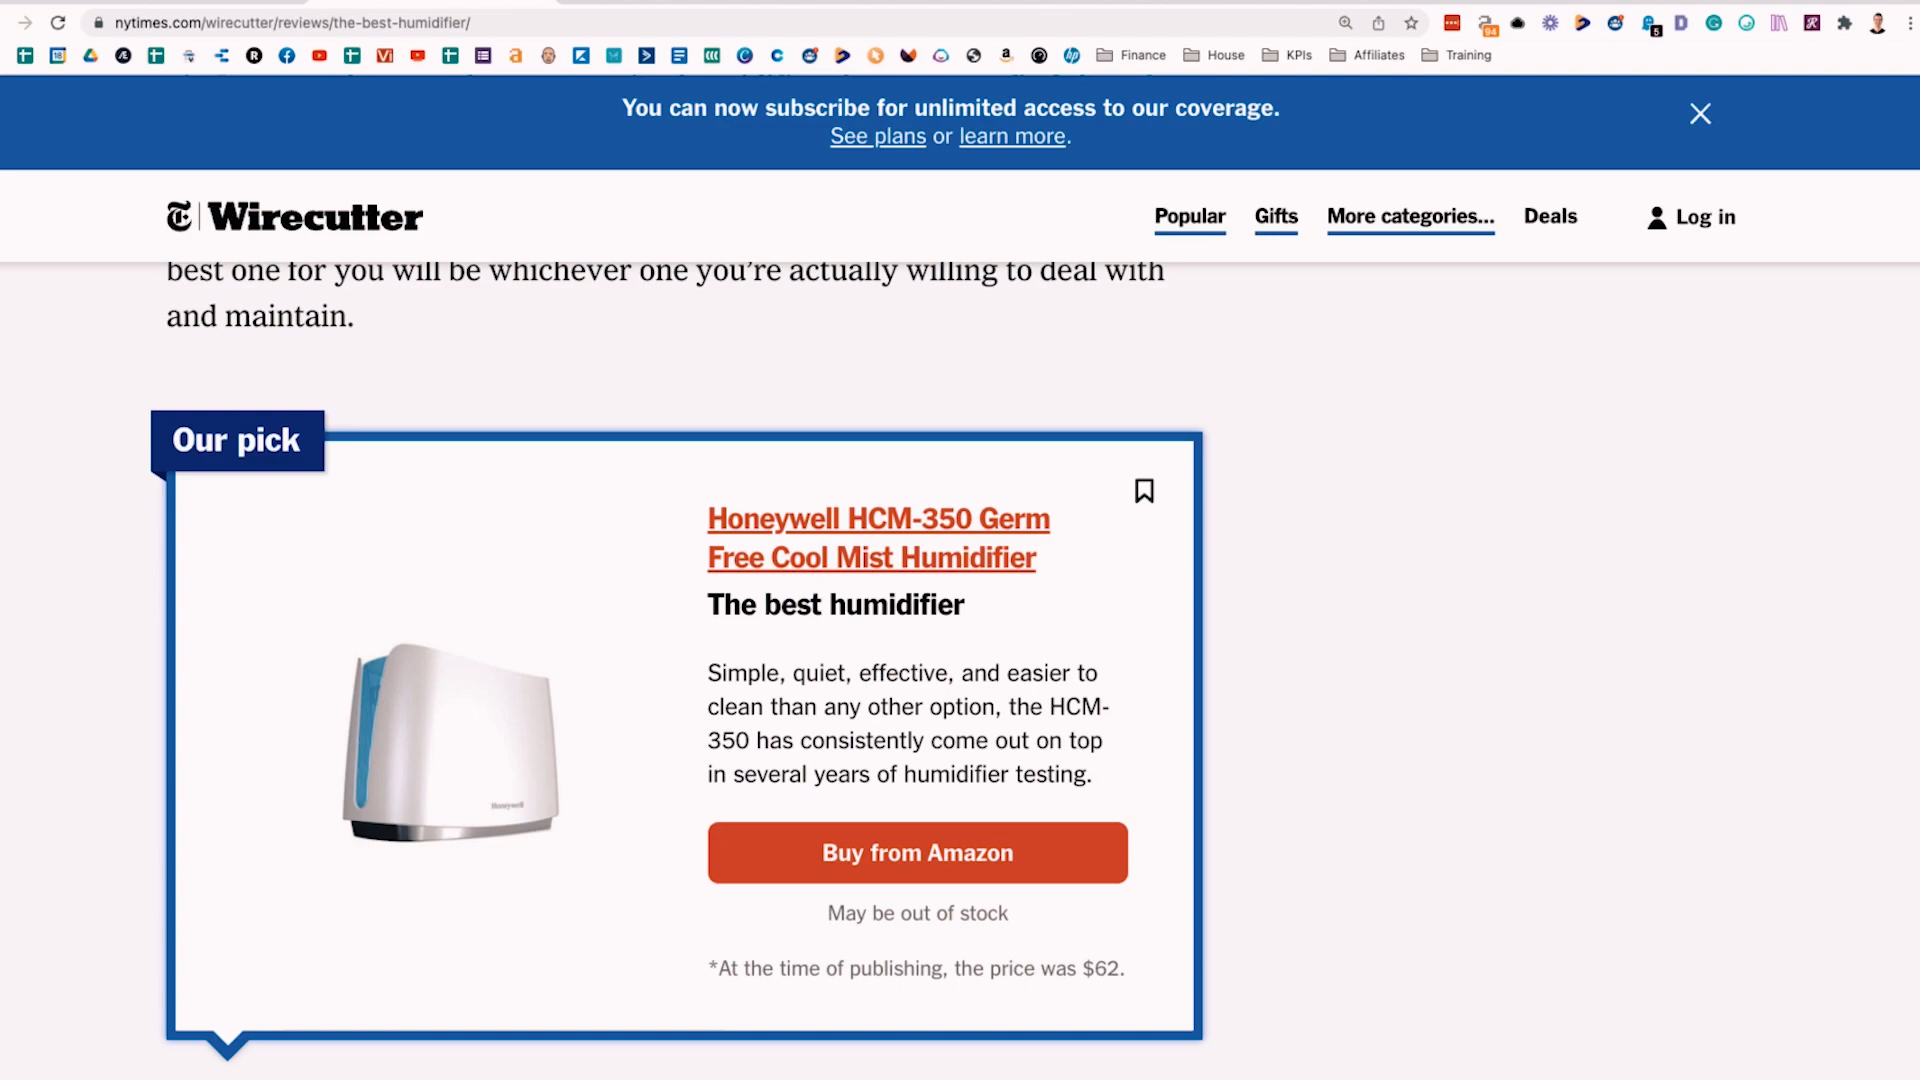 nytimes.com/wirecutter/reviews/the-best-humidifier/
94
5
18
Finance
House
KPIs
Affiliates
Training
You can now subscribe for unlimited access to our coverage.
See plans or learn more.
Wirecutter
Popular
Gifts
More categories...
Deals
Log in
best one for you will be whichever one you’re actually willing to deal with
and maintain.
Our pick
Honeywell HCM-350 Germ
Free Cool Mist Humidifier
The best humidifier
Simple, quiet, effective, and easier to
clean than any other option, the HCM-
350 has consistently come out on top
in several years of humidifier testing.
Honeywell
Buy from Amazon
May be out of stock
*At the time of publishing, the price was $62.